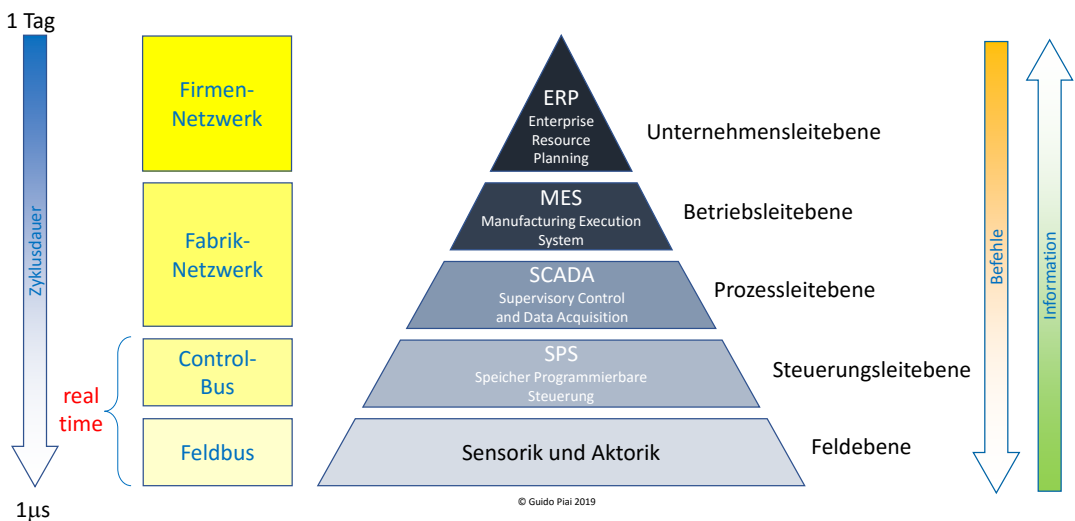 1 Tag
Zyklusdauer
1μs
real
time
Firmen-
Netzwerk
Fabrik-
Netzwerk
Control-
Bus
Feldbus
ERP
Enterprise
Resource
Planning
MES
Manufacturing Execution
System
SCADA
Supervisory Control
and Data Acquisition
SPS
Speicher Programmierbare
Steuerung
Sensorik und Aktorik
Unternehmensleitebene
Betriebsleitebene
Prozessleitebene
Steuerungsleitebene
Feldebene
Befehle
Information
© Guido Piai 2019